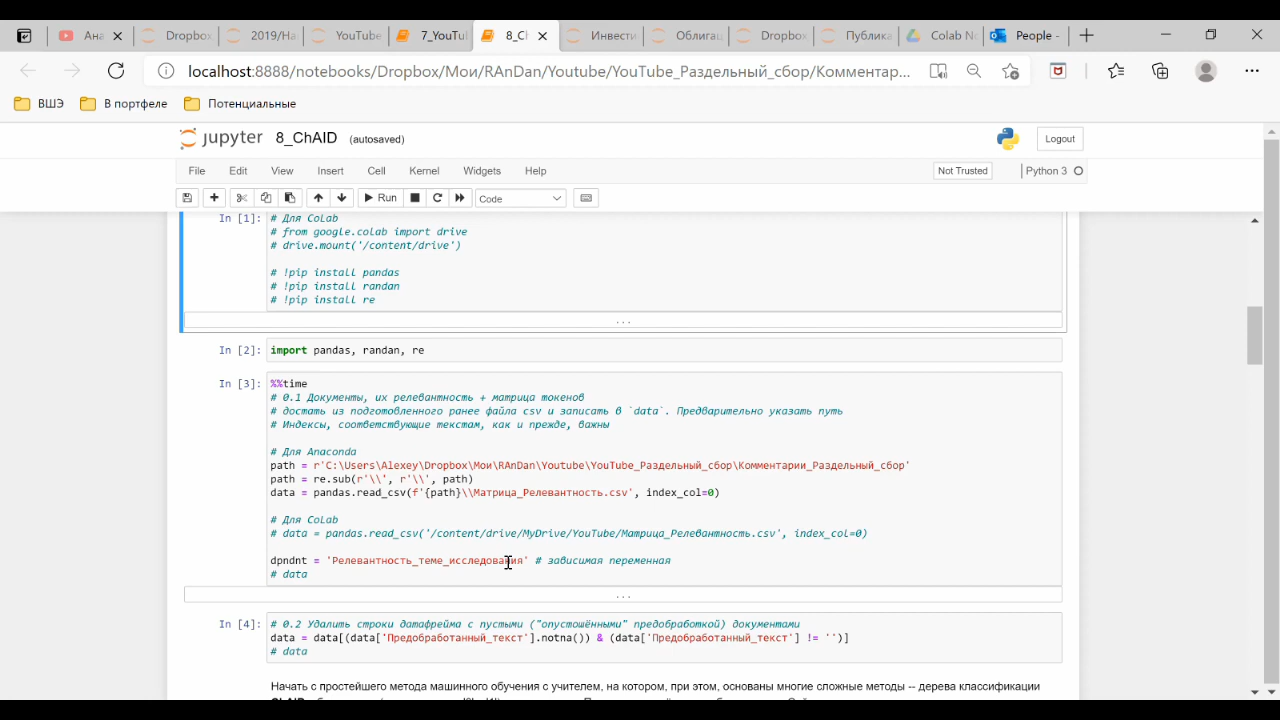 Ана
Dropbox
2019/На
YouTube
7_YouTu
8_Ch
Инвести
Облигац
Dropbox
Публика
Colab No
People -
localhost:8888/notebooks/Dropbox/Мои/RAnDan/Youtube/YouTube_Раздельный_сбор/Комментар...
ВШЭ
В портфеле
Потенциальные
jupyter 8_ChAID (autosaved)
Logout
File Edit View Insert Cell Kernel Widgets Help
Not Trusted
Python 3
Run
Code
In [1]:
# Для CoLab
# from google.colab import drive
# drive.mount('/content/drive')
# !pip install pandas
# !pip install randan
# !pip install re
...
In [2]: import pandas, randan, re
In [3]: %%time
# 0.1 Документы, их релевантность + матрица токенов
# достать из подготовленного ранее файла csv и записать в `data`. Предварительно указать путь
# Индексы, соответствующие текстам, как и прежде, важны
# Для Anaconda
path = r'C:\Users\Alexey\Dropbox\Мои\RAnDan\Youtube\YouTube_Раздельный_сбор\Комментарии_Раздельный_сбор'
path = re.sub(r'\\', r'\\', path)
data = pandas.read_csv(f'{path}\\Матрица_Релевантность.csv', index_col=0)
# Для CoLab
# data = pandas.read_csv('/content/drive/MyDrive/YouTube/Матрица_Релевантность.csv', index_col=0)
dpndnt = 'Релевантность_теме_исследования' # зависимая переменная
# data
...
In [4]: # 0.2 Удалить строки датафрейма с пустыми ("опустошёнными" предобработкой) документами
data = data[(data['Предобработанный_текст'].notna()) & (data['Предобработанный_текст'] != '')]
# data
Начать с простейшего метода машинного обучения с учителем, на котором, при этом, основаны многие сложные методы -- дерева классификации